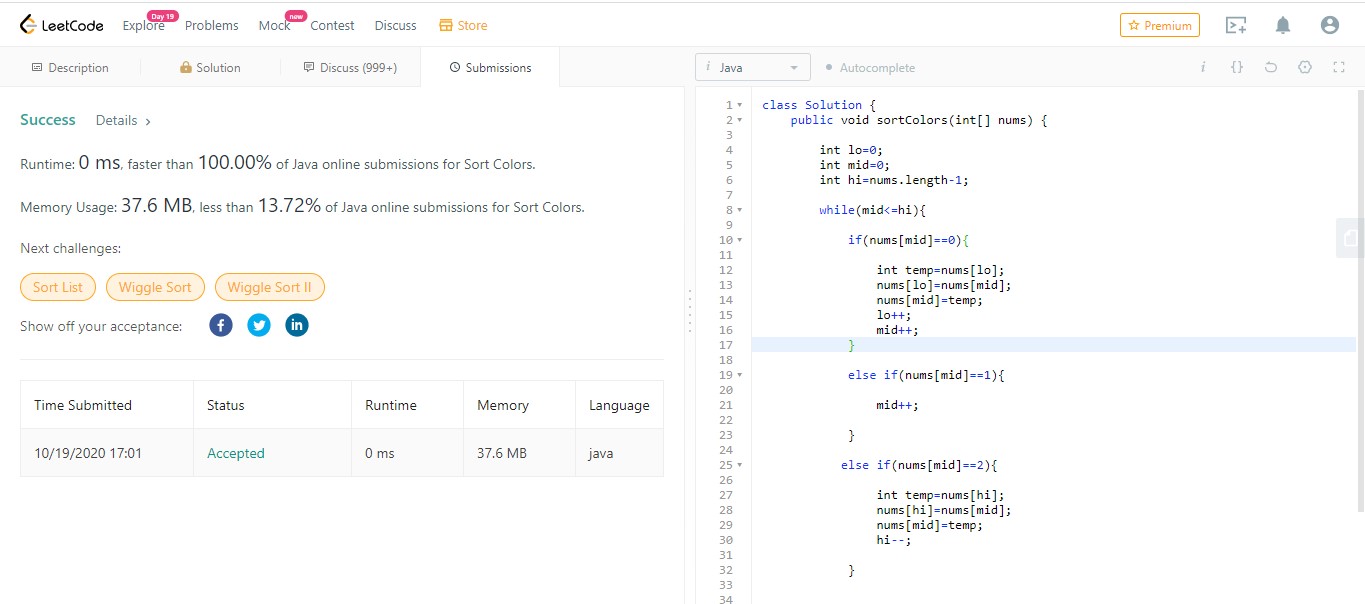 LeetCode Explore Day 19 Problems Mock new Contest Discuss Store Premium
Description Solution Discuss (999+) Submissions
i Java Autocomplete i {}
Success Details >
Runtime: 0 ms, faster than 100.00% of Java online submissions for Sort Colors.
Memory Usage: 37.6 MB, less than 13.72% of Java online submissions for Sort Colors.
Next challenges:
Sort List Wiggle Sort Wiggle Sort II
Show off your acceptance: f in
Time Submitted Status Runtime Memory Language
10/19/2020 17:01 Accepted 0 ms 37.6 MB java
1 class Solution {
2 public void sortColors(int[] nums) {
3
4 int lo=0;
5 int mid=0;
6 int hi=nums.length-1;
7
8 while(mid<=hi){
9
10 if(nums[mid]==0){
11
12 int temp=nums[lo];
13 nums[lo]=nums[mid];
14 nums[mid]=temp;
15 lo++;
16 mid++;
17 }
18
19 else if(nums[mid]==1){
20
21 mid++;
22
23 }
24
25 else if(nums[mid]==2){
26
27 int temp=nums[hi];
28 nums[hi]=nums[mid];
29 nums[mid]=temp;
30 hi--;
31
32 }
33
34